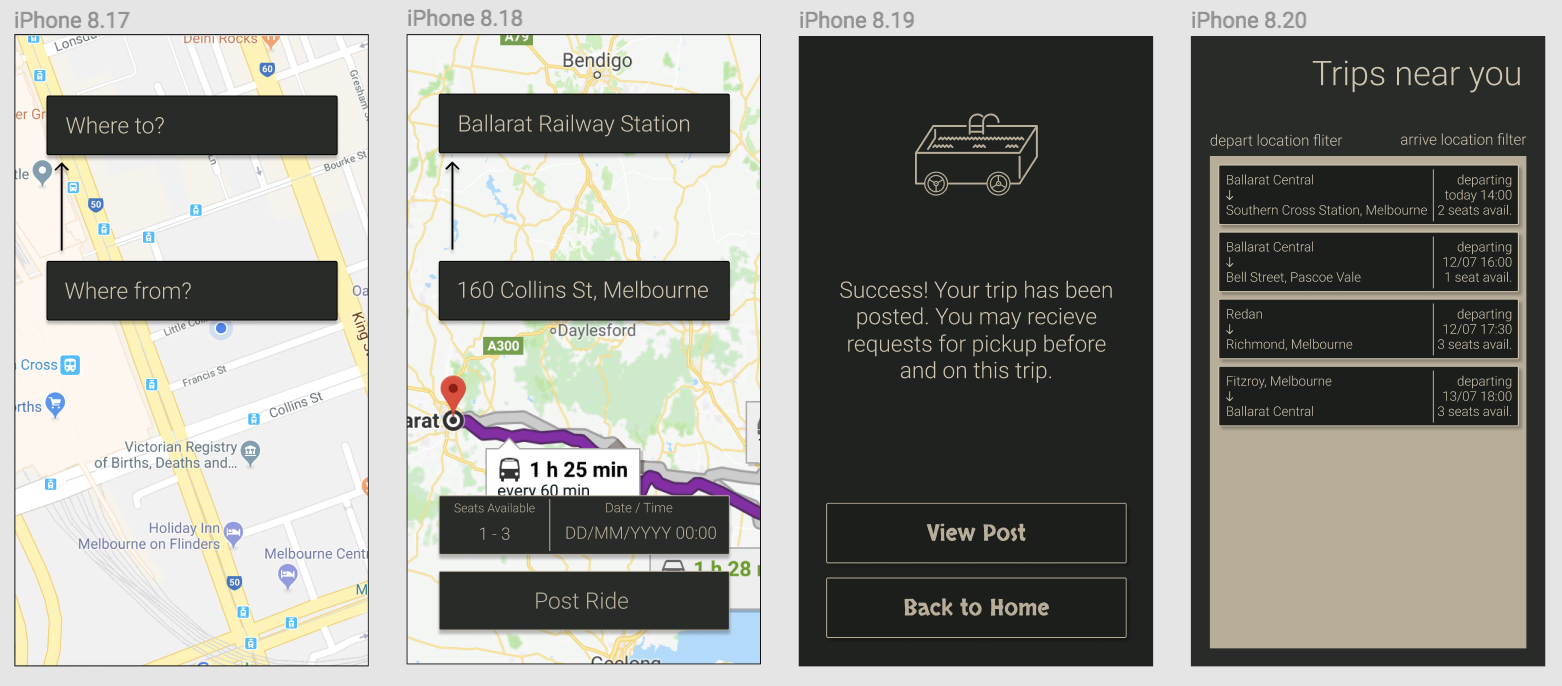 iPhone 8.17
Lonsd
Delhi Rocks
60
Gresham S
er Gr
Where to?
Ln
Bourke St
tle
50
Where from?
Oa
Little Col
King S
Cross
Francis St
rths
Collins St
Victorian Registry
of Births, Deaths and...
Holiday Inn
Melbourne on Flinders
Melbourne Centr
50
M
iPhone 8.18
A79
Bendigo
Ballarat Railway Station
160 Collins St, Melbourne
Daylesford
A300
arat
1 h 25 min
every 60 min
Seats Available
Date / Time
1 - 3
DD/MM/YYYY 00:00
1 h 28
Post Ride
Geelong
iPhone 8.19
Success! Your trip has been
posted. You may recieve
requests for pickup before
and on this trip.
View Post
Back to Home
iPhone 8.20
Trips near you
depart location fliter
arrive location filter
Ballarat Central
↓
Southern Cross Station, Melbourne
departing
today 14:00
2 seats avail.
Ballarat Central
↓
Bell Street, Pascoe Vale
departing
12/07 16:00
1 seat avail.
Redan
↓
Richmond, Melbourne
departing
12/07 17:30
3 seats avail.
Fitzroy, Melbourne
↓
Ballarat Central
departing
13/07 18:00
3 seats avail.